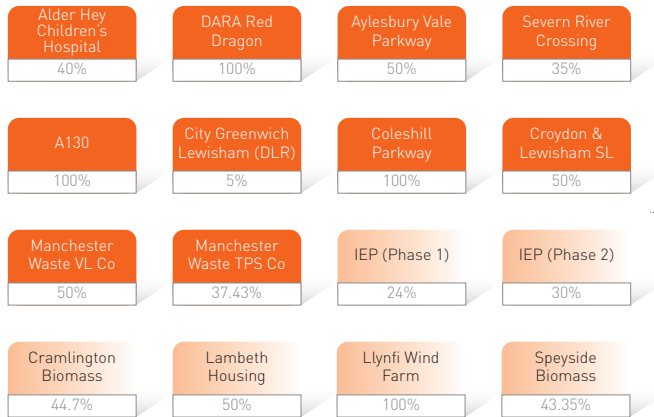 Alder Hey
Children's
Hospital
40%
DARA Red
Dragon
100%
Aylesbury Vale
Parkway
50%
Severn River
Crossing
35%
A130
100%
City Greenwich
Lewisham (DLR)
5%
Coleshill
Parkway
100%
Croydon &
Lewisham SL
50%
Manchester
Waste VL Co
50%
Manchester
Waste TPS Co
37.43%
IEP (Phase 1)
24%
IEP (Phase 2)
30%
Cramlington
Biomass
44.7%
Lambeth
Housing
50%
Llynfi Wind
Farm
100%
Speyside
Biomass
43.35%